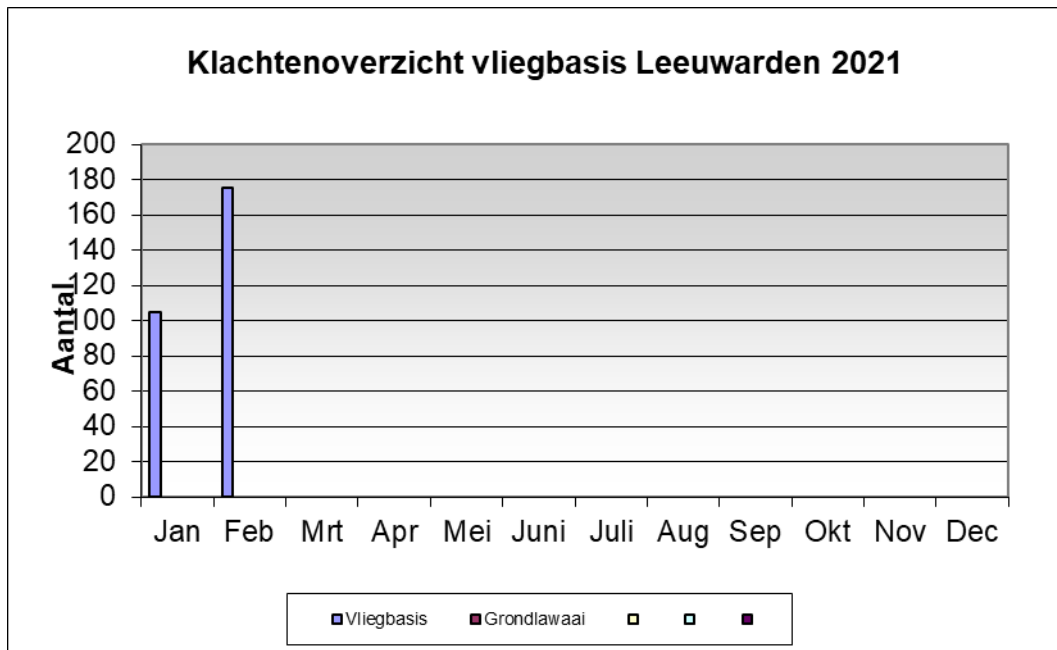 Klachtenoverzicht vliegbasis Leeuwarden 2021
Aantal
200
180
160
140
120
100
80
60
40
20
0
Jan Feb Mrt Apr Mei Juni Juli Aug Sep Okt Nov Dec
Vliegbasis Grondlawaai